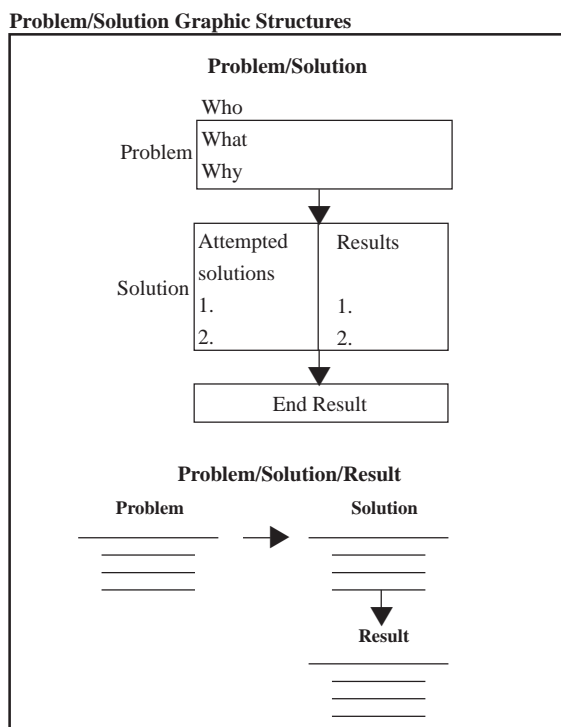 Problem/Solution Graphic Structures
Problem/Solution
Who
Problem
What
Why
Solution
Attempted
solutions
1.
2.
Results
1.
2.
End Result
Problem/Solution/Result
Problem
Solution
Result